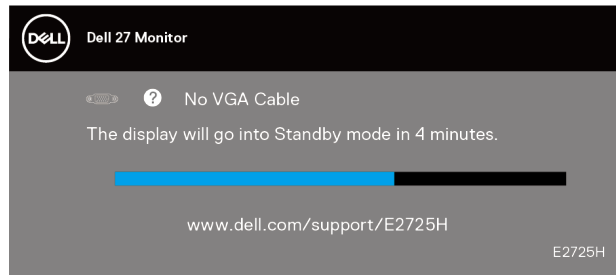 DELL
Dell 27 Monitor
? No VGA Cable
The display will go into Standby mode in 4 minutes.
www.dell.com/support/E2725H
E2725H